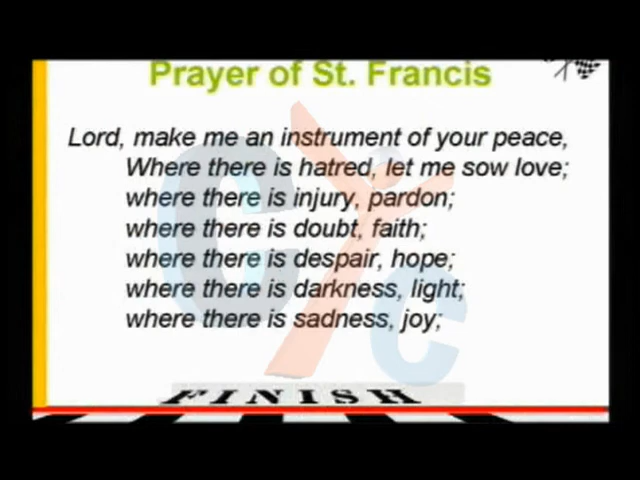 Prayer of St. Francis
Lord, make me an instrument of your peace,
Where there is hatred, let me sow love;
where there is injury, pardon;
where there is doubt, faith;
where there is despair, hope;
where there is darkness, light;
where there is sadness, joy;
CYC
FINISH